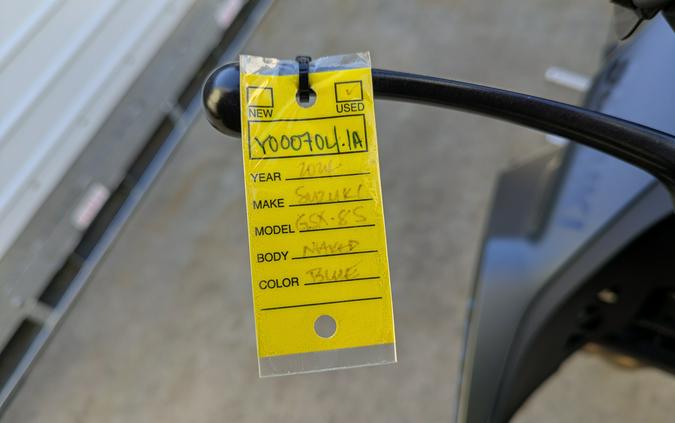 NEW USED
Y000704.1A
YEAR 2024
MAKE SUZUKI
MODEL GSX-8S
BODY NAKED
COLOR BLUE